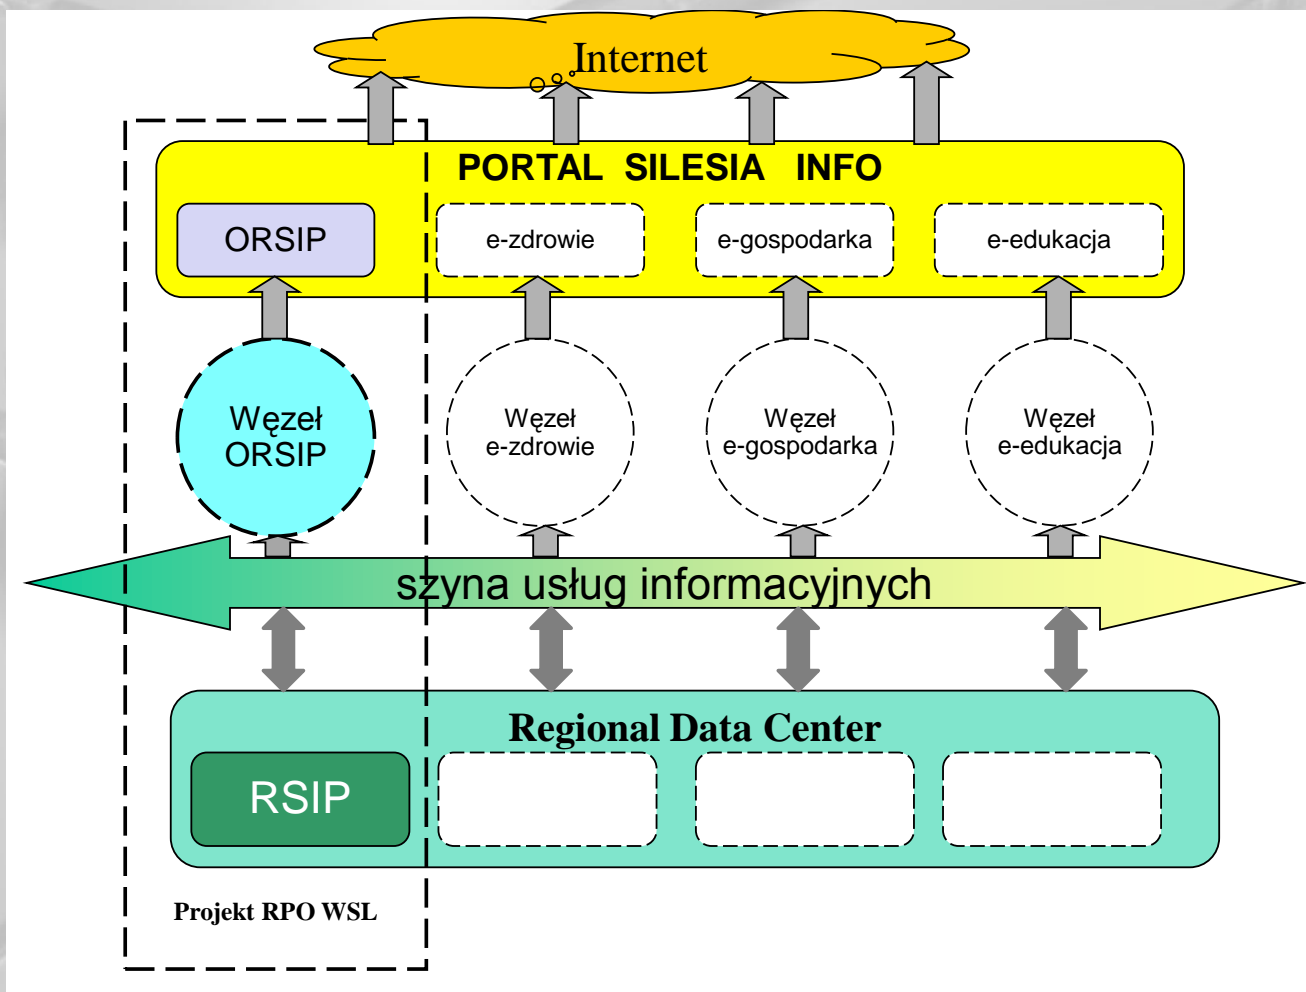 Internet
PORTAL SILESIA INFO
ORSIP
e-zdrowie
e-gospodarka
e-edukacja
Węzeł
ORSIP
Węzeł
e-zdrowie
Węzeł
e-gospodarka
Węzeł
e-edukacja
szyna usług informacyjnych
Regional Data Center
RSIP
Projekt RPO WSL